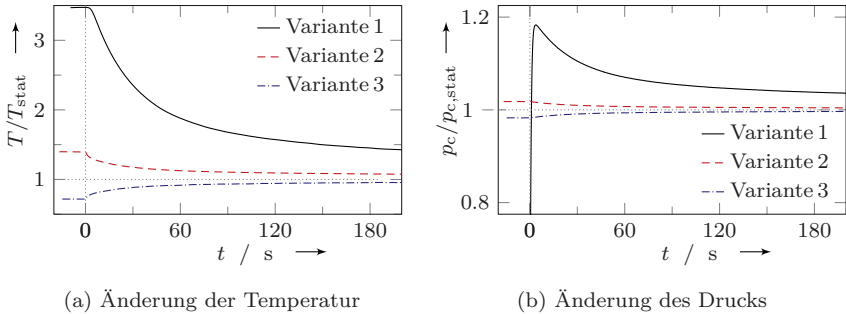 3
2
1
T/T_stat
Variante 1
Variante 2
Variante 3
0 60 120 180
t / s
(a) Änderung der Temperatur
1.2
1
0.8
p_c/p_c,stat
Variante 1
Variante 2
Variante 3
0 60 120 180
t / s
(b) Änderung des Drucks